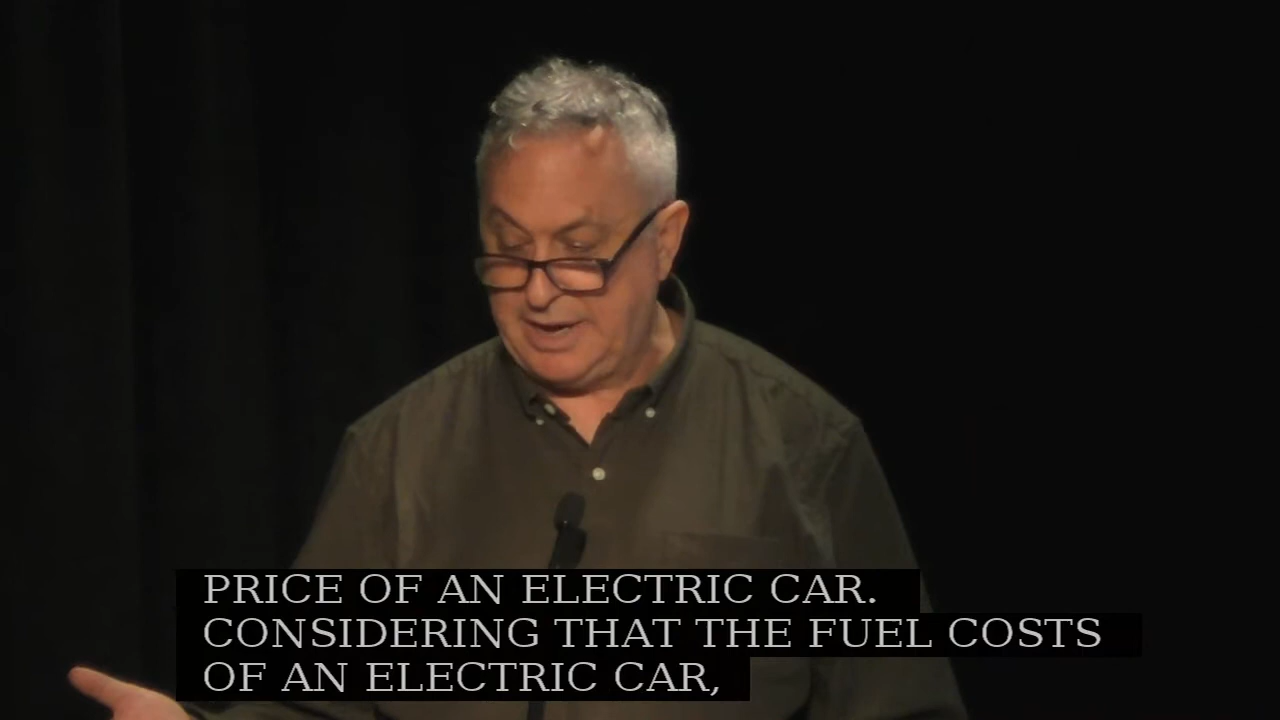 PRICE OF AN ELECTRIC CAR.
CONSIDERING THAT THE FUEL COSTS
OF AN ELECTRIC CAR,